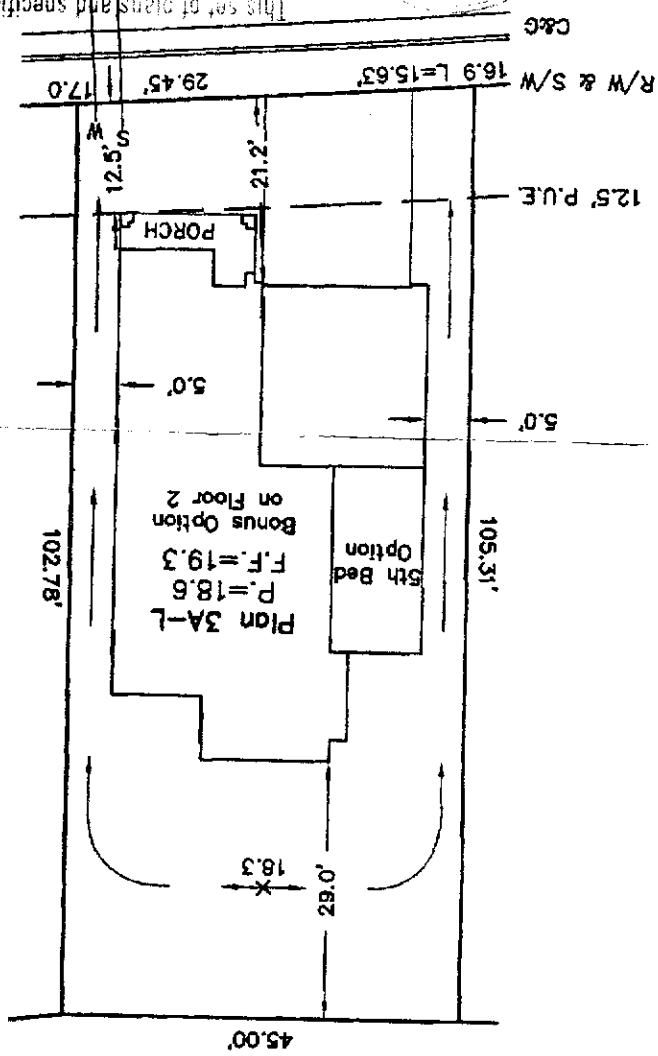 This set of plans and specifi
C&G
R/W & S/W
16.9
L=15.63'
29.45'
17.0
W
S
12.5'
21.2'
12.5' P.U.E.
PORCH
5.0'
5.0'
Plan 3A-L
P.=18.6
F.F.=19.3
Bonus Option
on Floor 2
5th Bed
Option
102.78'
105.31'
18.3
29.0'
45.00'